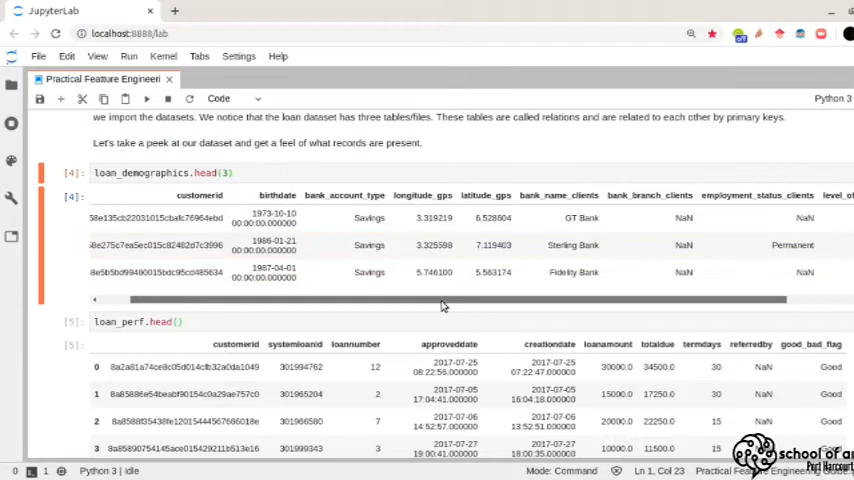 JupyterLab
localhost:8888/lab
File Edit View Run Kernel Tabs Settings Help
Practical Feature Engineeri
Code Python 3
we import the datasets. We notice that the loan dataset has three tables/files. These tables are called relations and are related to each other by primary keys.
Let's take a peek at our dataset and get a feel of what records are present.
[4]: loan_demographics.head(3)
[4]: customerid birthdate bank_account_type longitude_gps latitude_gps bank_name_clients bank_branch_clients employment_status_clients level_of
1973-10-10 00:00:00.000000 Savings 3.319219 6.528604 GT Bank NaN NaN
1986-01-21 00:00:00.000000 Savings 3.325598 7.119403 Sterling Bank NaN Permanent
1987-04-01 00:00:00.000000 Savings 5.746100 5.563174 Fidelity Bank NaN NaN
[5]: loan_perf.head()
[5]: customerid systemloanid loannumber approveddate creationdate loanamount totaldue termdays referredby good_bad_flag
0 8a2a81a74ce8c05d014cfb32a0da1049 301994762 12 2017-07-25 08:22:56.000000 2017-07-25 07:22:47.000000 30000.0 34500.0 30 NaN Good
1 8a85886e54beabf90154c0a29ae757c0 301965204 2 2017-07-05 17:04:41.000000 2017-07-05 16:04:18.000000 15000.0 17250.0 30 NaN Good
2 8a8588f35438fe12015444567666018e 301966580 7 2017-07-06 14:52:57.000000 2017-07-06 13:52:51.000000 20000.0 22250.0 15 NaN Good
3 8a85890754145ace015429211b513e16 301999343 3 2017-07-27 19:00:41.000000 2017-07-27 18:00:35.000000 10000.0 11500.0 15 NaN Good
school of a
Port Harcourt
0 1 Python 3 | Idle Mode: Command Ln 1, Col 23 Practical Feature Engineering